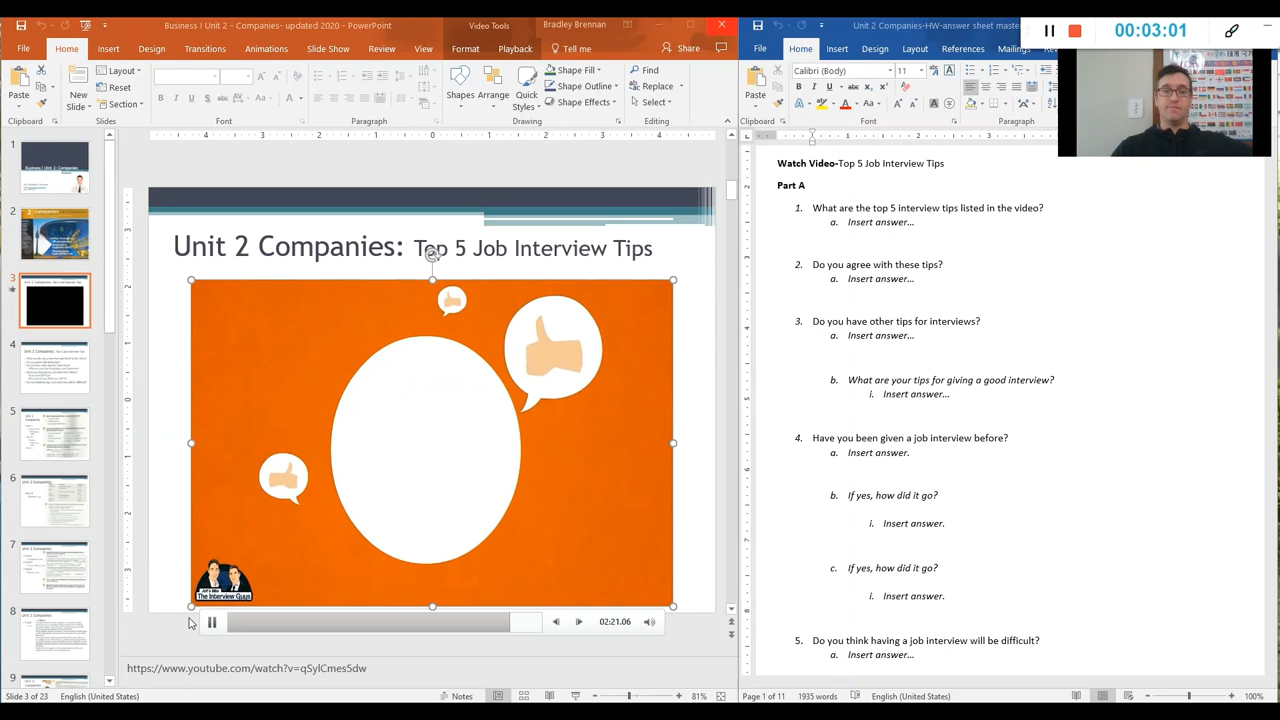 Business I Unit 2 - Companies- updated 2020 - PowerPoint
Video Tools
Bradley Brennan
File
Home
Insert
Design
Transitions
Animations
Slide Show
Review
View
Format
Playback
Tell me
Share
Paste
New
Slide
Layout
Reset
Section
Shapes
Arrange
Quick
Styles
Shape Fill
Shape Outline
Shape Effects
Find
Replace
Select
Clipboard
Slides
Font
Paragraph
Drawing
Editing
Unit 2 Companies: Top 5 Job Interview Tips
Jeff & Mike
The Interview Guys
02:21.06
https://www.youtube.com/watch?v=qSylCmes5dw
Slide 3 of 23
English (United States)
Notes
81%
Unit 2 Companies-HW-answer sheet maste
00:03:01
File
Home
Insert
Design
Layout
References
Mailings
Paste
Calibri (Body)
11
Clipboard
Font
Paragraph
Watch Video-Top 5 Job Interview Tips
Part A
1. What are the top 5 interview tips listed in the video?
a. Insert answer...
2. Do you agree with these tips?
a. Insert answer...
3. Do you have other tips for interviews?
a. Insert answer...
b. What are your tips for giving a good interview?
i. Insert answer...
4. Have you been given a job interview before?
a. Insert answer.
b. If yes, how did it go?
i. Insert answer.
c. If yes, how did it go?
i. Insert answer.
5. Do you think having a job interview will be difficult?
a. Insert answer...
Page 1 of 11
1935 words
English (United States)
100%